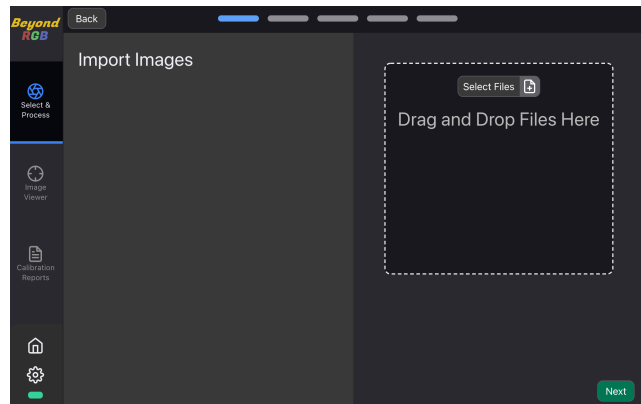 Beyond
RGB
Back
Import Images
Select Files
Drag and Drop Files Here
Select &
Process
Image
Viewer
Calibration
Reports
Next